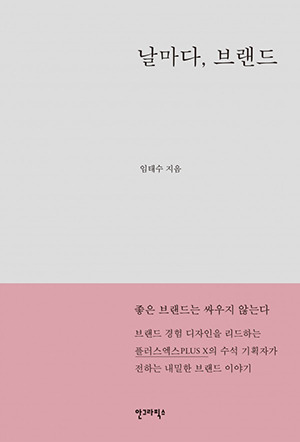 날마다, 브랜드
임태수 지음
좋은 브랜드는 싸우지 않는다
브랜드 경험 디자인을 리드하는
플러스엑스PLUS X의 수석 기획자가
전하는 내밀한 브랜드 이야기
안그라픽스